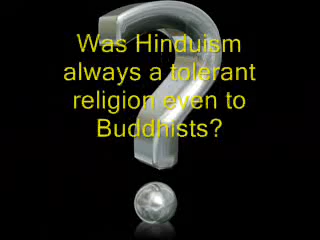 Was Hinduism
always a tolerant
religion even to
Buddhists?